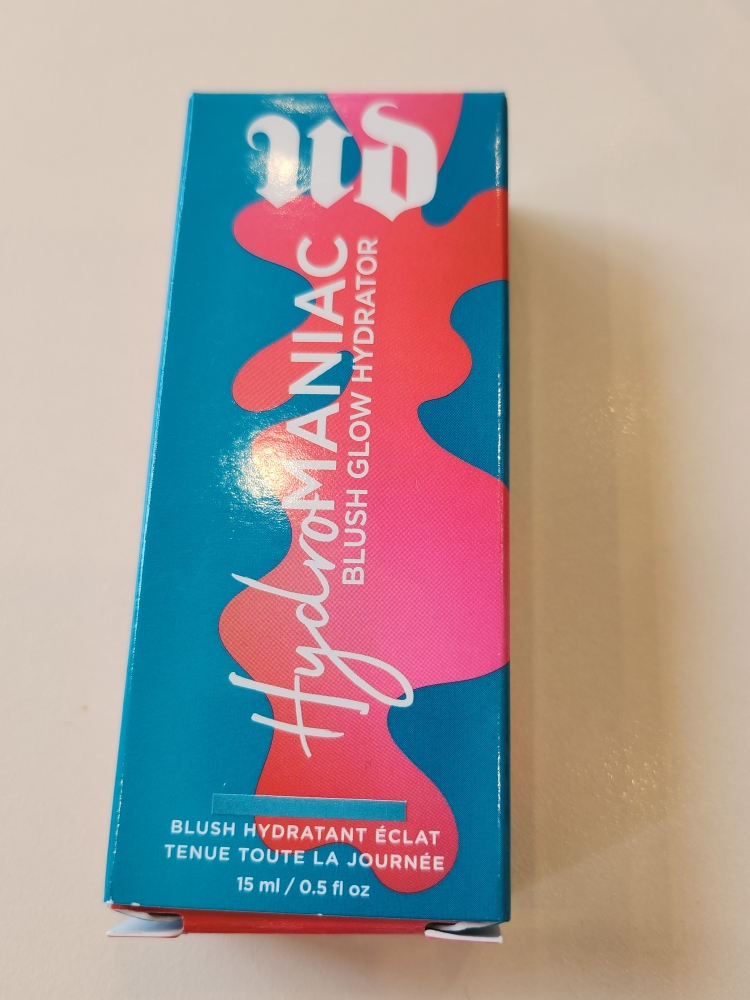 ud
HydroMANIAC
BLUSH GLOW HYDRATOR
BLUSH HYDRATANT ÉCLAT
TENUE TOUTE LA JOURNÉE
15 ml / 0.5 fl oz